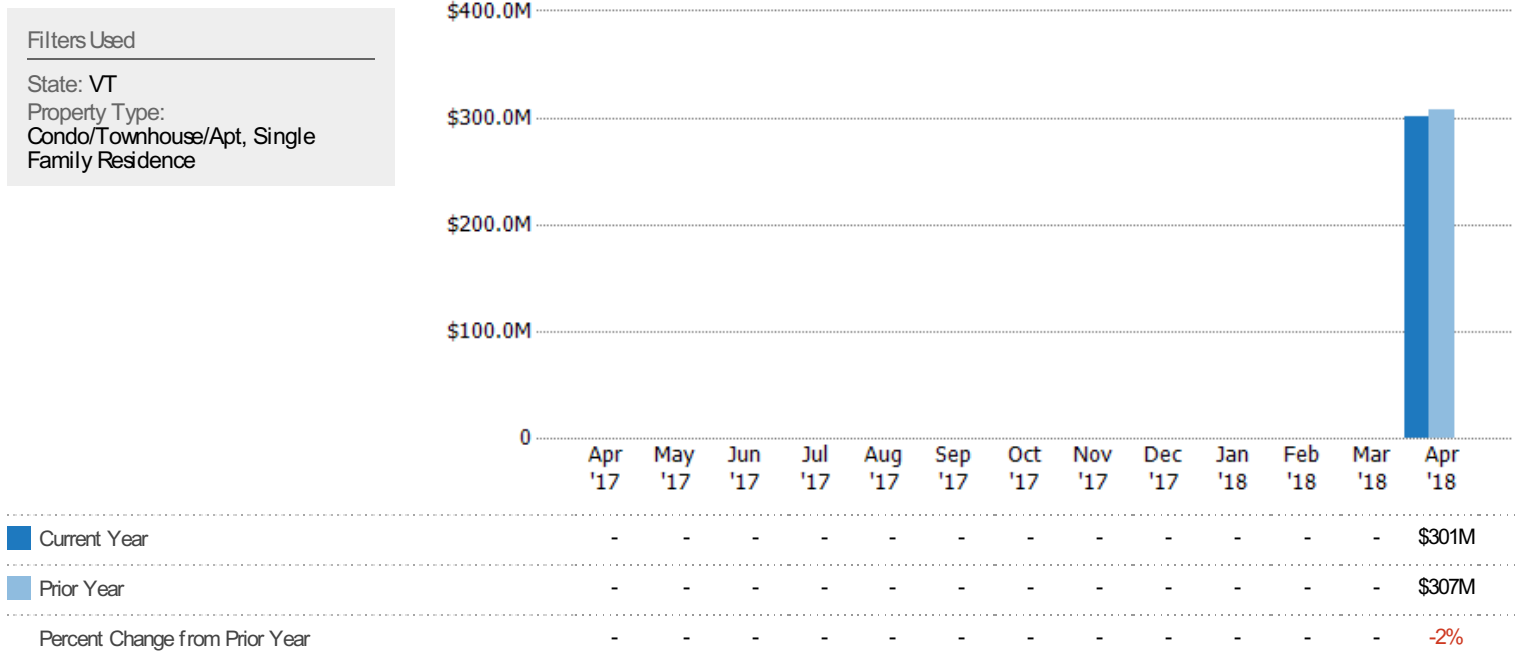 Filters Used
State: VT
Property Type:
Condo/Townhouse/Apt, Single
Family Residence
$400.0M
$300.0M
$200.0M
$100.0M
0
Apr May Jun Jul Aug Sep Oct Nov Dec Jan Feb Mar Apr
'17 '17 '17 '17 '17 '17 '17 '17 '17 '18 '18 '18 '18
Current Year - - - - - - - - - - - - $301M
Prior Year - - - - - - - - - - - - $307M
Percent Change from Prior Year - - - - - - - - - - - - -2%